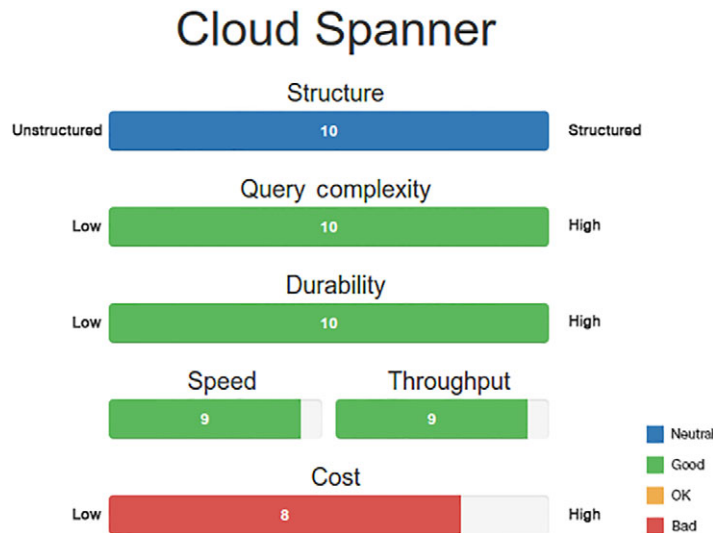 Cloud Spanner
Structure
Unstructured 10 Structured
Query complexity
Low 10 High
Durability
Low 10 High
Speed Throughput
9 9
Cost
Low 8 High
Neutral
Good
OK
Bad